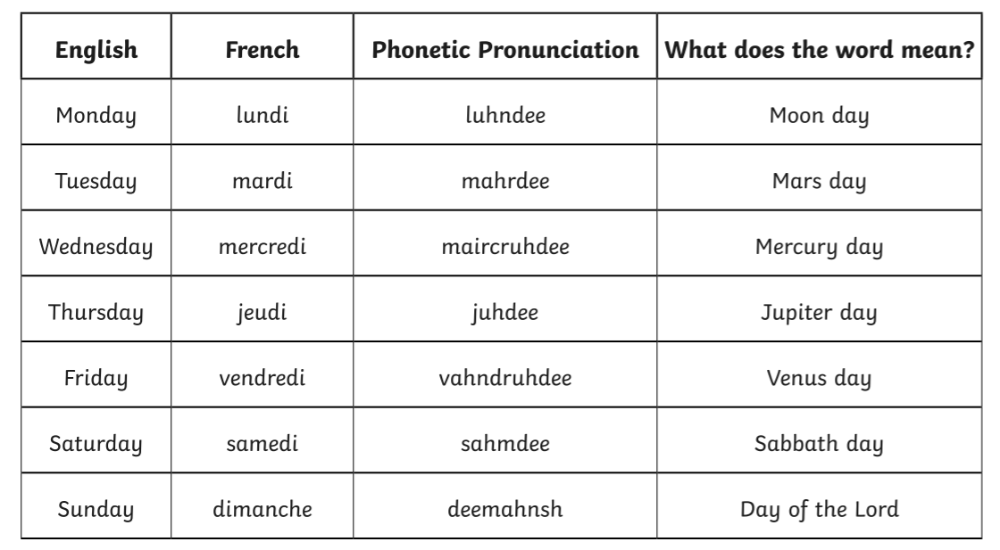 English French Phonetic Pronunciation What does the word mean?
Monday lundi luhndee Moon day
Tuesday mardi mahrdee Mars day
Wednesday mercredi maircruhdee Mercury day
Thursday jeudi juhdee Jupiter day
Friday vendredi vahndruhdee Venus day
Saturday samedi sahmdee Sabbath day
Sunday dimanche deemahnsh Day of the Lord